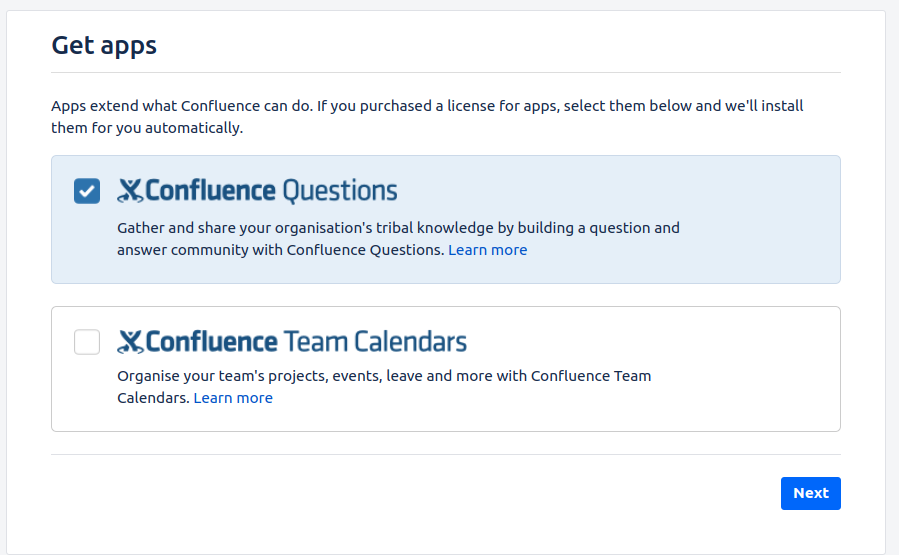 Get apps
Apps extend what Confluence can do. If you purchased a license for apps, select them below and we'll install
them for you automatically.
Confluence Questions
Gather and share your organisation's tribal knowledge by building a question and
answer community with Confluence Questions. Learn more
Confluence Team Calendars
Organise your team's projects, events, leave and more with Confluence Team
Calendars. Learn more
Next